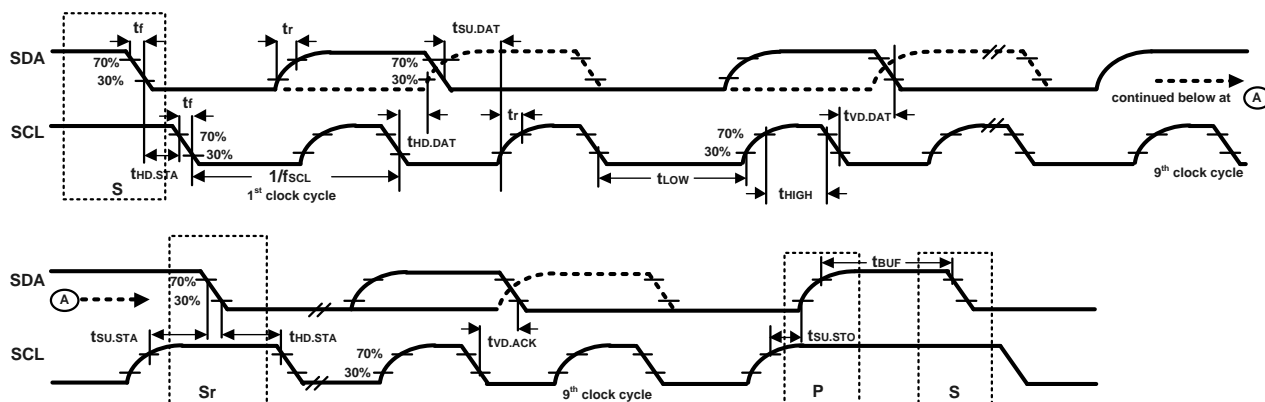 tf tr tSU.DAT
SDA 70% 70%
30% 30%
continued below at A
tf tr tVD.DAT
SCL 70% tHD.DAT 70%
30% 30%
tHD.STA 1/fSCL tLOW 9th clock cycle
S 1st clock cycle tHIGH
tBUF
SDA 70%
A 30%
tSU.STA tHD.STA tVD.ACK tSU.STO
SCL 70%
30%
Sr 9th clock cycle P S